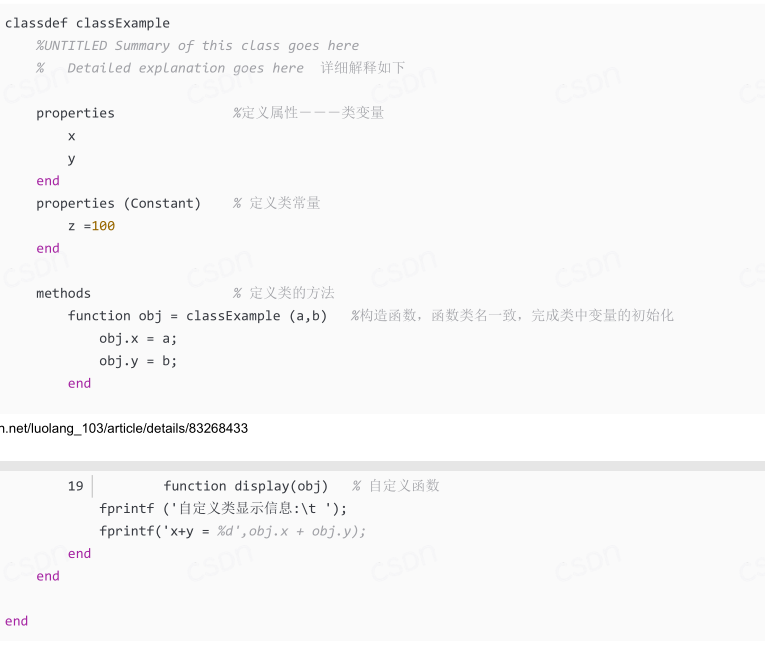 classdef classExample
%UNTITLED Summary of this class goes here
% Detailed explanation goes here 详细解释如下
properties %定义属性－－－类变量
x
y
end
properties (Constant) % 定义类常量
z =100
end
methods % 定义类的方法
function obj = classExample (a,b) %构造函数，函数类名一致，完成类中变量的初始化
obj.x = a;
obj.y = b;
end
n.net/luolang_103/article/details/83268433
19 function display(obj) % 自定义函数
fprintf ('自定义类显示信息:\t ');
fprintf('x+y = %d',obj.x + obj.y);
end
end
end